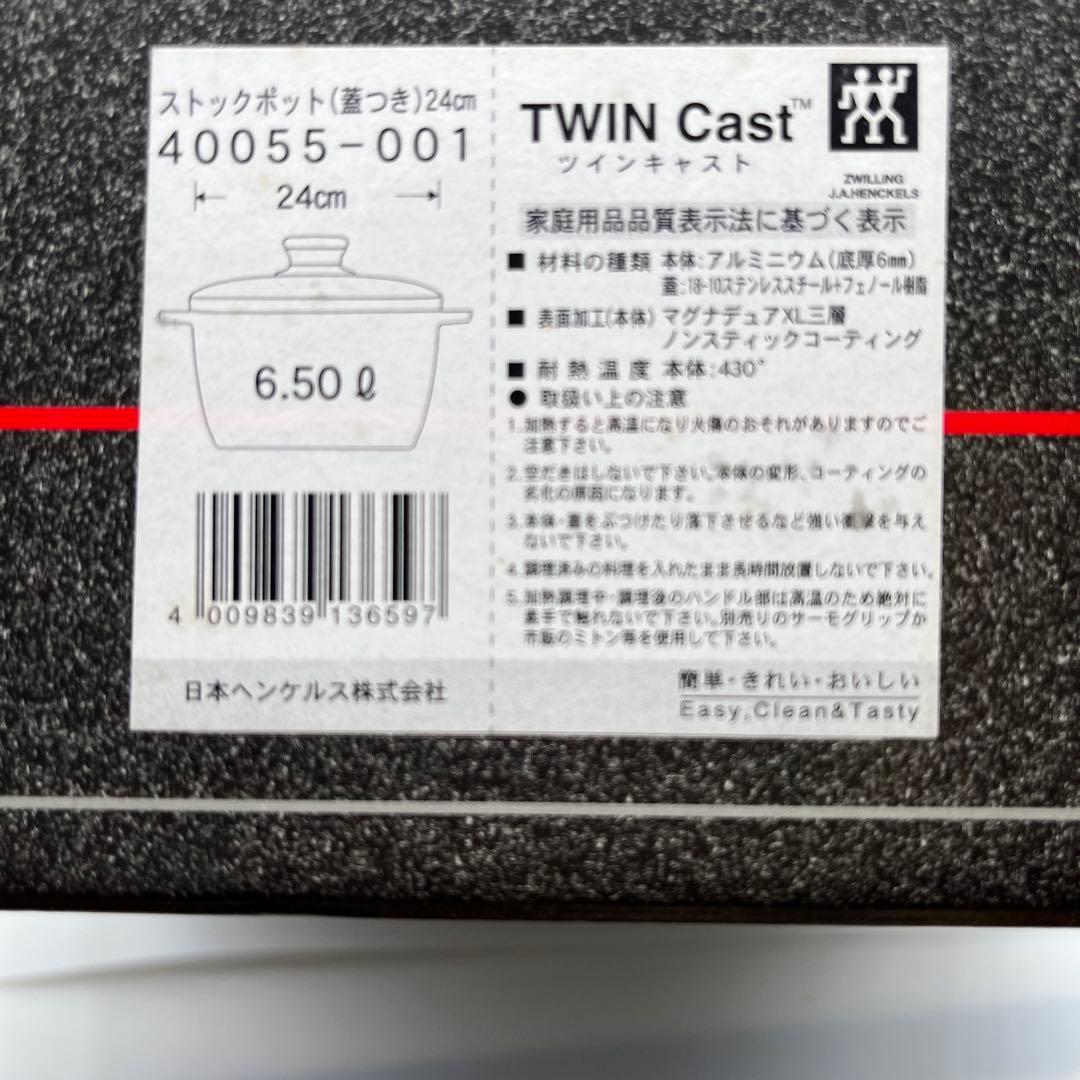 ストックポット(蓋つき)24cm
40055-001
24cm
6.50ℓ
4 009839 136597
日本ヘンケルス株式会社
TWIN Cast™
ツインキャスト
ZWILLING
J.A.HENCKELS
家庭用品品質表示法に基づく表示
■ 材料の種類 本体:アルミニウム(底厚6mm)
蓋:18-10ステンレススチール+フェノール樹脂
■ 表面加工(本体) マグナデュアXL三層
ノンスティックコーティング
■ 耐熱温度 本体:430°
● 取扱い上の注意
1.加熱すると高温になり火傷のおそれがありますのでご
注意下さい。
2.空だきはしないで下さい。本体の変形、コーティングの
劣化の原因になります。
3.本体・蓋をぶつけたり落下させるなど強い衝撃を与え
ないで下さい。
4.調理済みの料理を入れたまま長時間放置しないで下さい。
5.加熱調理中・調理後のハンドル部は高温のため絶対に
素手で触れないで下さい。別売りのサーモグリップか
市販のミトン等を使用して下さい。
簡単・きれい・おいしい
Easy,Clean&Tasty